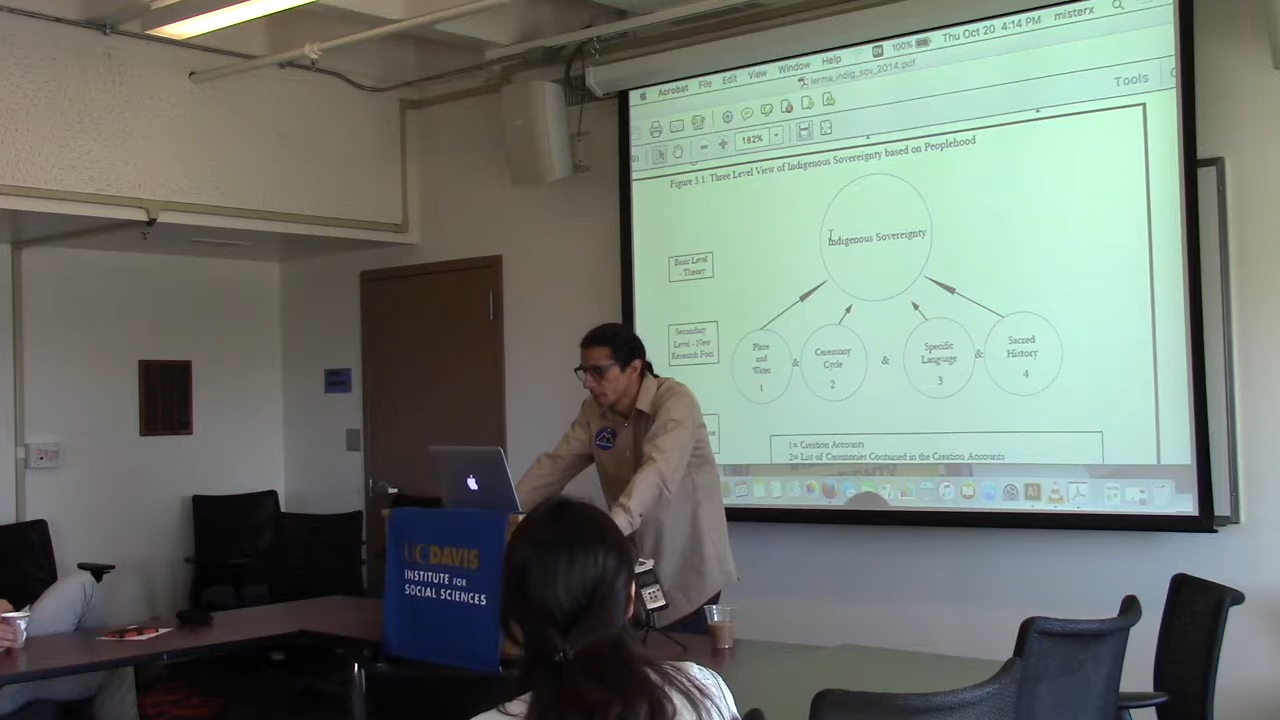 Acrobat File Edit View Window Help
100% Thu Oct 20 4:14 PM misterx
lerma_indig_sov_2014.pdf
Tools
182%
Figure 3.1: Three Level View of Indigenous Sovereignty based on Peoplehood
Indigenous Sovereignty
Basic Level
- Theory
Secondary
Level - New
Research Foci
Place
and
Water
1
&
Ceremony
Cycle
2
&
Specific
Language
3
&
Sacred
History
4
1= Creation Accounts
2= List of Ceremonies Contained in the Creation Accounts
UC DAVIS
INSTITUTE FOR
SOCIAL SCIENCES